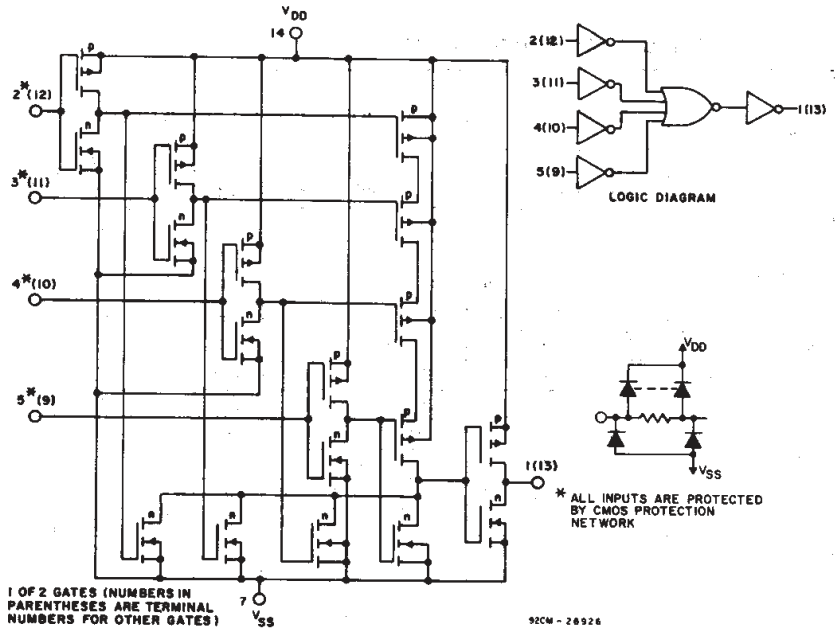 VDD
14
p
2*(12)
n
p
3*(11)
n
p
4*(10)
n
p
5*(9)
n
p
p
p
p
p
n
1(13)
n
n
n
n
7
VSS
1 OF 2 GATES (NUMBERS IN
PARENTHESES ARE TERMINAL
NUMBERS FOR OTHER GATES)
2(12)
3(11)
4(10)
5(9)
1(13)
LOGIC DIAGRAM
VDD
VSS
* ALL INPUTS ARE PROTECTED
BY CMOS PROTECTION
NETWORK
92CM-28926